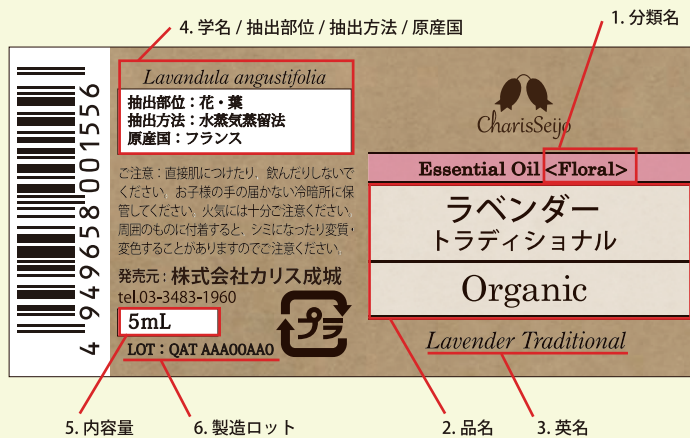 4. 学名 / 抽出部位 / 抽出方法 / 原産国
1. 分類名
Lavandula angustifolia
抽出部位：花・葉
抽出方法：水蒸気蒸留法
原産国：フランス
ご注意：直接肌につけたり、飲んだりしないで
ください。お子様の手の届かない冷暗所に保
管してください。火気には十分ご注意ください。
周囲のものに付着すると、シミになったり変質・
変色することがありますのでご注意ください。
発売元：株式会社カリス成城
tel.03-3483-1960
5mL
LOT：QAT AAA00AA0
プラ
4 949658 001556
CharisSeijo
Essential Oil <Floral>
ラベンダー
トラディショナル
Organic
Lavender Traditional
5. 内容量
6. 製造ロット
2. 品名
3. 英名